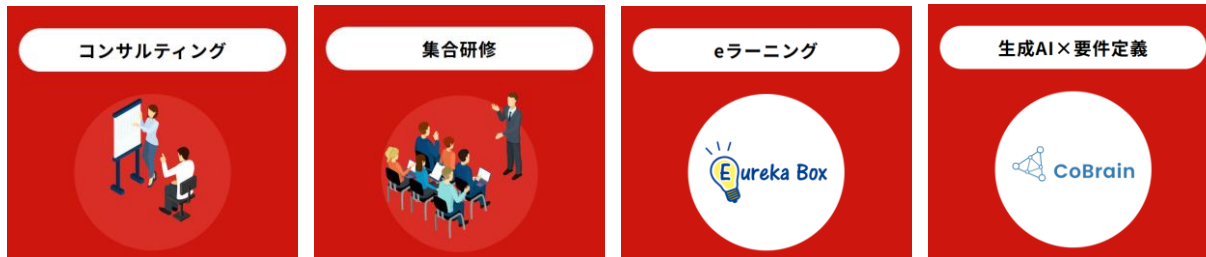 コンサルティング
集合研修
eラーニング
生成AI×要件定義
Eureka Box
CoBrain